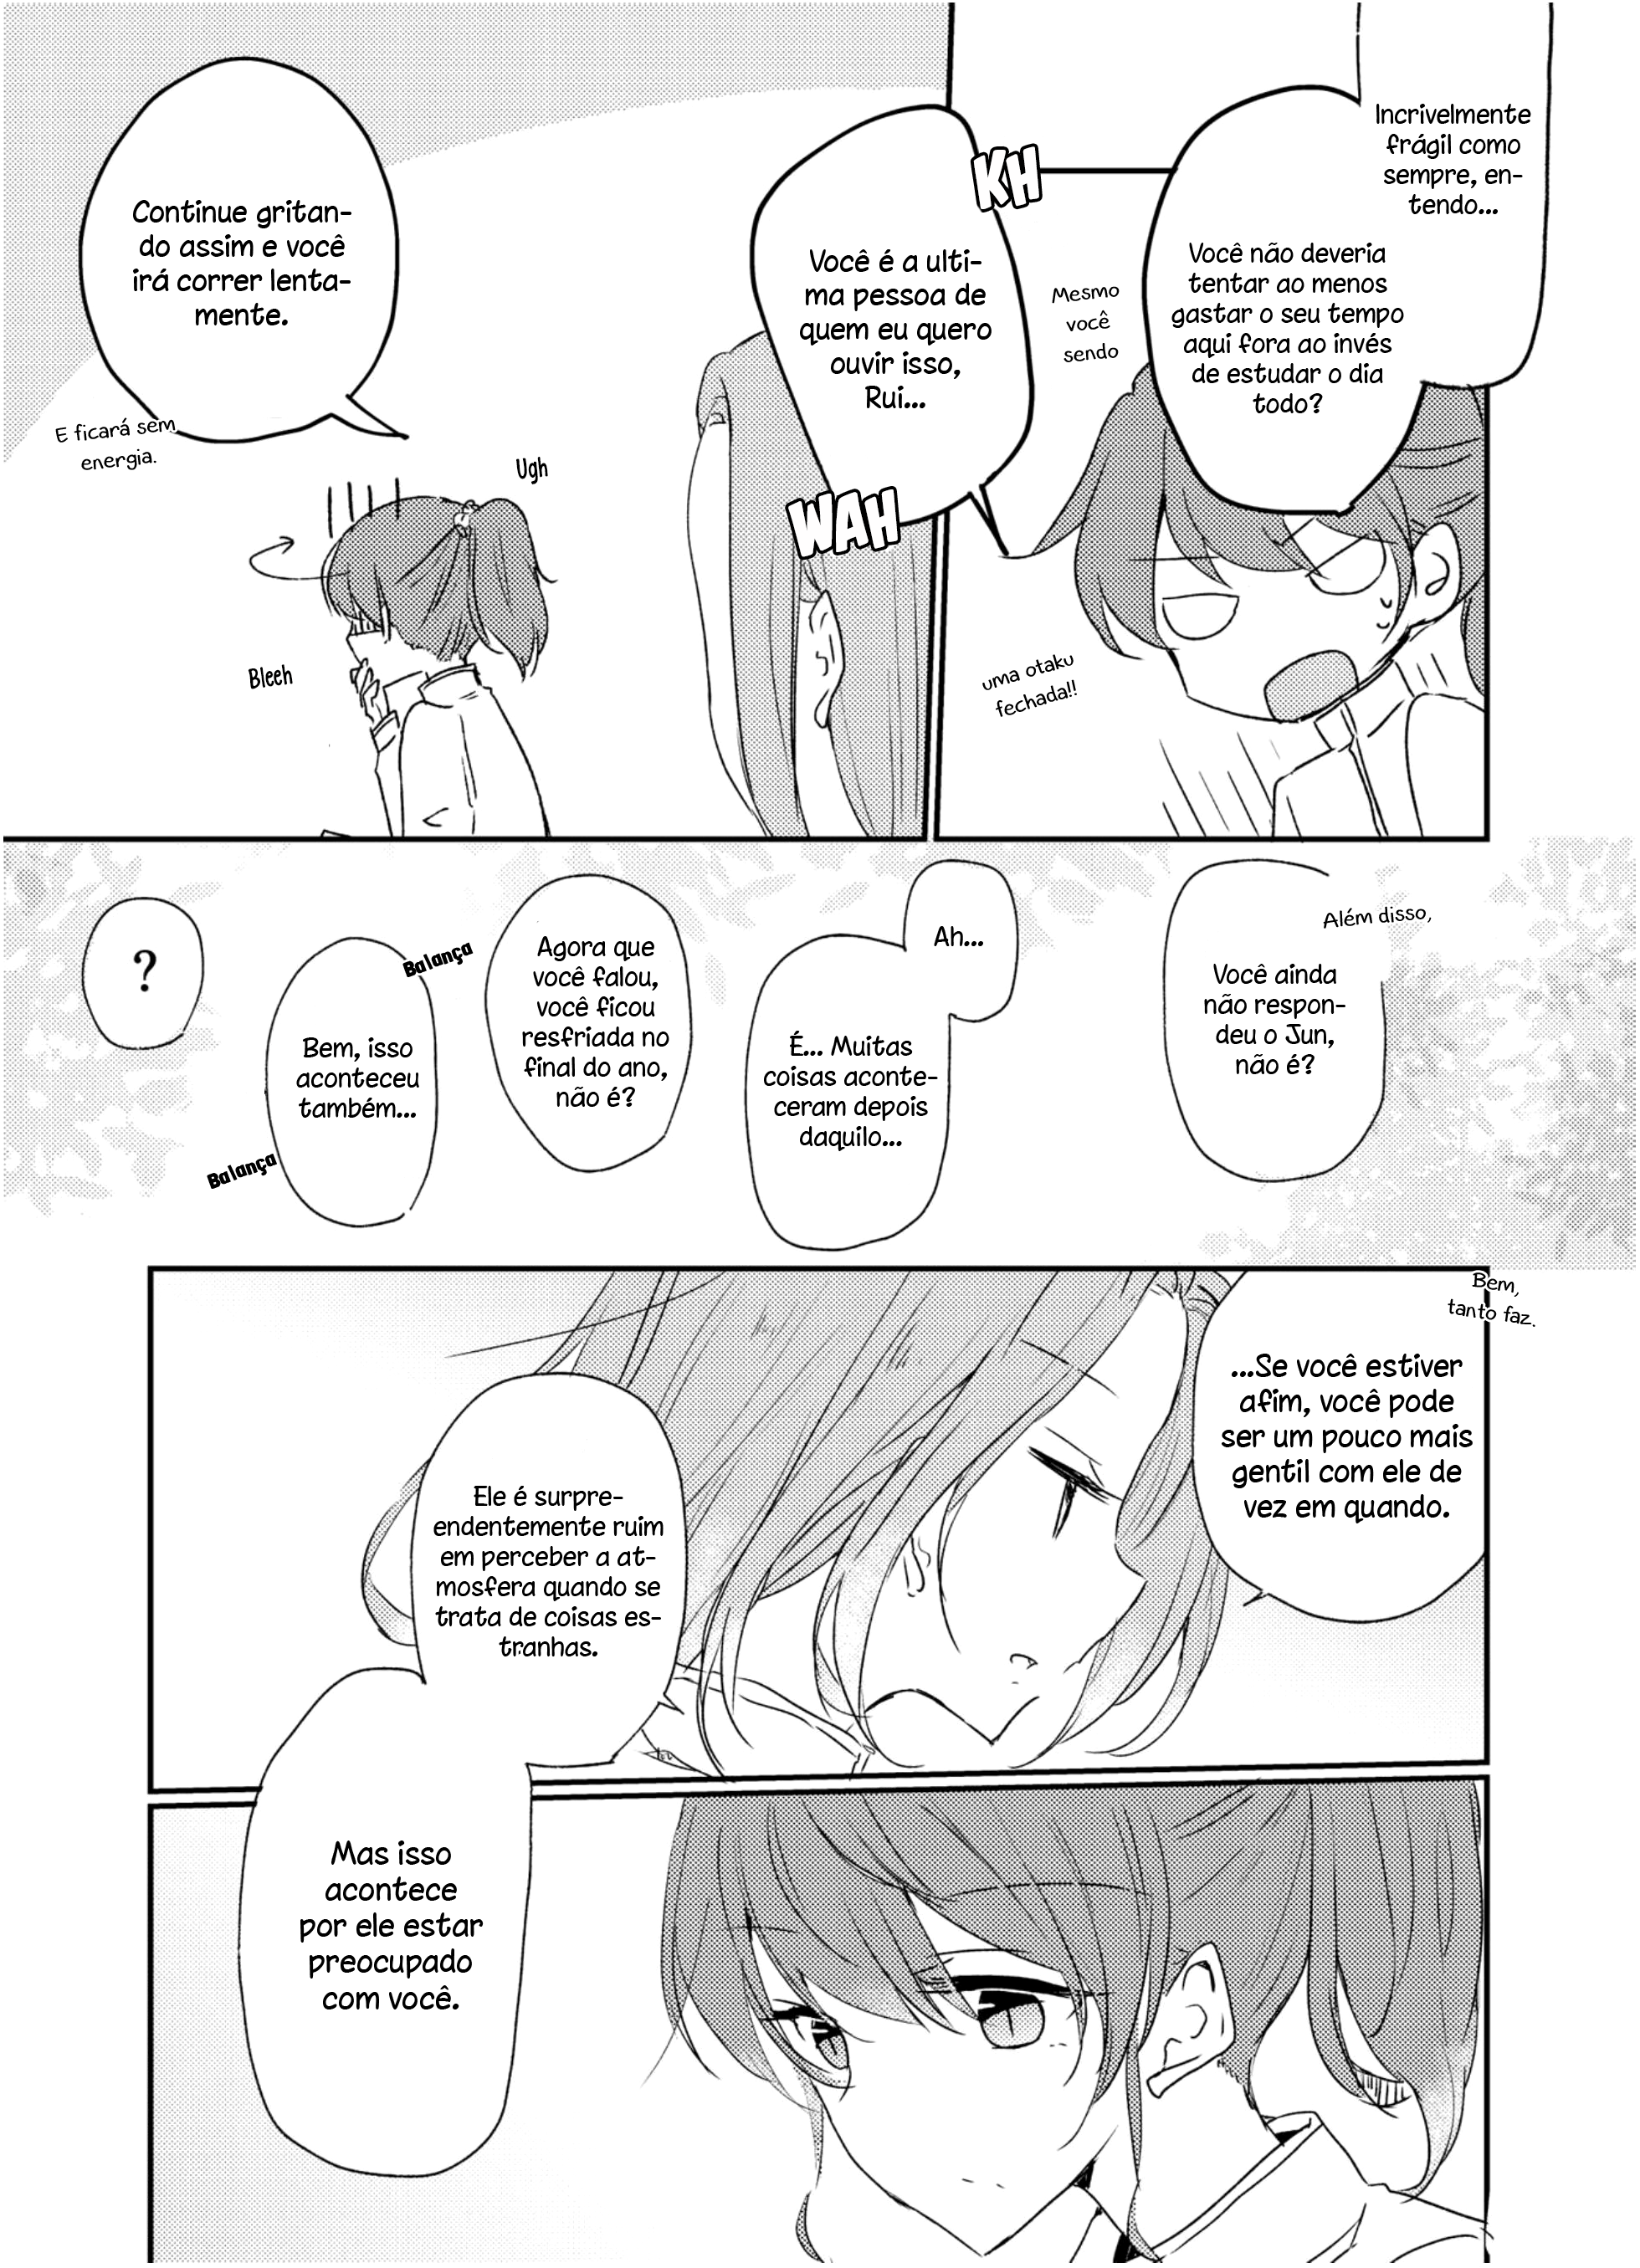 Incrivelmente
frágil como
sempre, en-
tendo...
Você não deveria
tentar ao menos
gastar o seu tempo
aqui fora ao invés
de estudar o dia
todo?
KH
Você é a ulti-
ma pessoa de
quem eu quero
ouvir isso,
Rui...
Mesmo
você
sendo
uma otaku
fechada!!
WAH
Continue gritan-
do assim e você
irá correr lenta-
mente.
E ficará sem
energia.
Ugh
Bleeh
Além disso,
Você ainda
não respon-
deu o Jun,
não é?
Ah...
É... Muitas
coisas aconte-
ceram depois
daquilo...
Agora que
você falou,
você ficou
resfriada no
final do ano,
não é?
Balança
Bem, isso
aconteceu
também...
Balança
?
Bem,
tanto faz.
...Se você estiver
afim, você pode
ser um pouco mais
gentil com ele de
vez em quando.
Ele é surpre-
endentemente ruim
em perceber a at-
mosfera quando se
trata de coisas es-
tranhas.
Mas isso
acontece
por ele estar
preocupado
com você.